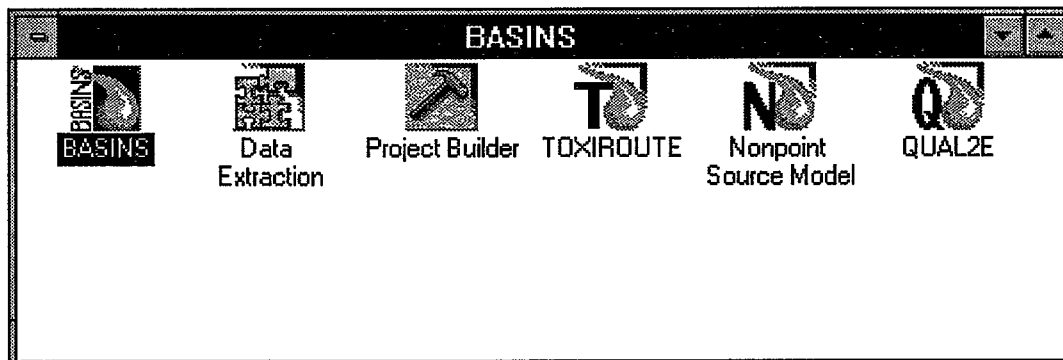 BASINS
BASINS
BASINS
T
N
Q
Data
Extraction
Project Builder
TOXIROUTE
Nonpoint
Source Model
QUAL2E